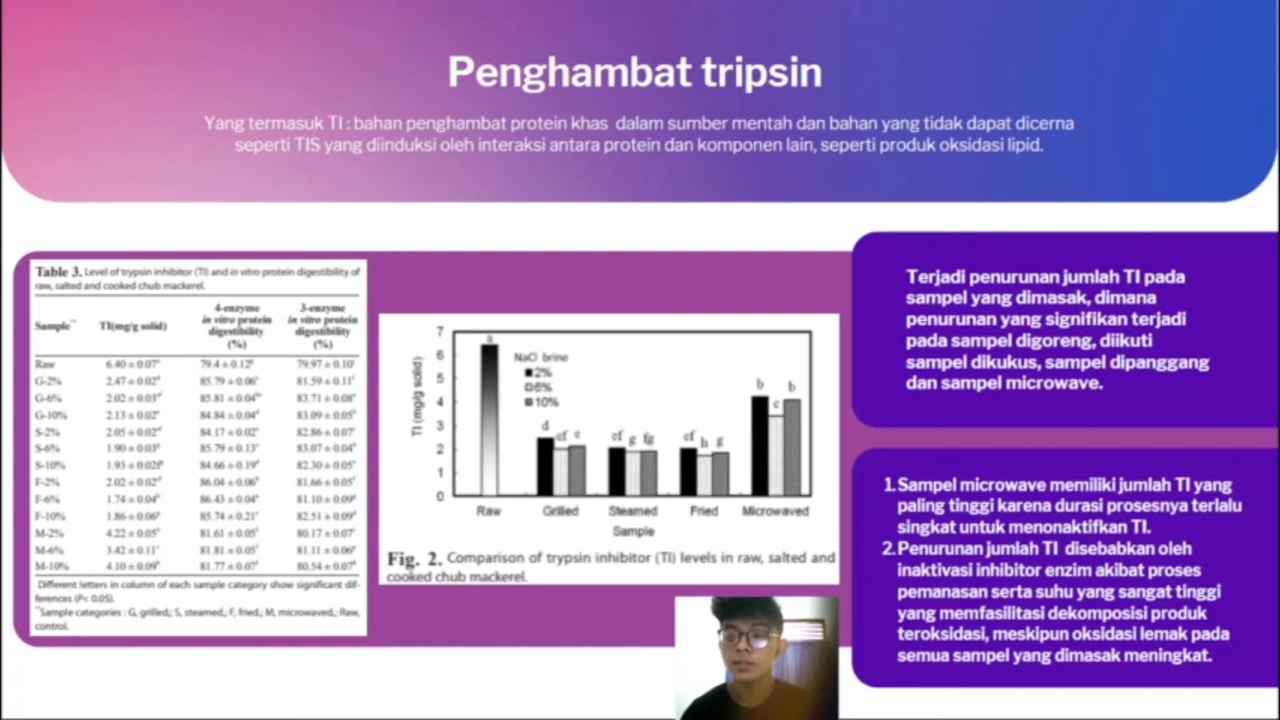 Penghambat tripsin
Yang termasuk TI : bahan penghambat protein khas dalam sumber mentah dan bahan yang tidak dapat dicerna
seperti TIS yang diinduksi oleh interaksi antara protein dan komponen lain, seperti produk oksidasi lipid.
Table 3. Level of trypsin inhibitor (TI) and in vitro protein digestibility of
raw, salted and cooked chub mackerel.
Sample** TI(mg/g solid) 4-enzyme in vitro protein digestibility (%) 3-enzyme in vitro protein digestibility (%)
Raw 6.40 ± 0.07 79.4 ± 0.12 79.97 ± 0.10
G-2% 2.47 ± 0.02 85.79 ± 0.06 81.59 ± 0.11
G-6% 2.02 ± 0.03 85.81 ± 0.04 83.71 ± 0.08
G-10% 2.13 ± 0.02 84.84 ± 0.04 83.09 ± 0.05
S-2% 2.05 ± 0.02 84.17 ± 0.02 82.86 ± 0.07
S-6% 1.90 ± 0.03 85.79 ± 0.13 83.07 ± 0.04
S-10% 1.93 ± 0.02 84.66 ± 0.19 82.30 ± 0.05
F-2% 2.02 ± 0.02 86.04 ± 0.06 81.66 ± 0.05
F-6% 1.74 ± 0.04 86.43 ± 0.04 81.10 ± 0.09
F-10% 1.86 ± 0.06 85.74 ± 0.21 82.51 ± 0.09
M-2% 4.22 ± 0.05 81.61 ± 0.05 80.17 ± 0.07
M-6% 3.42 ± 0.11 81.81 ± 0.05 81.11 ± 0.06
M-10% 4.10 ± 0.09 81.77 ± 0.07 80.54 ± 0.07
Different letters in column of each sample category show significant dif-
ferences (P< 0.05).
**Sample categories : G, grilled,; S, steamed,; F, fried,; M, microwaved,; Raw,
control.
TI (mg/g solid)
7
6
5
4
3
2
1
0
NaCl brine
2%
6%
10%
a
d ef e
ef g fg
ef h g
b c b
Raw Grilled Steamed Fried Microwaved
Sample
Fig. 2. Comparison of trypsin inhibitor (TI) levels in raw, salted and
cooked chub mackerel.
Terjadi penurunan jumlah TI pada
sampel yang dimasak, dimana
penurunan yang signifikan terjadi
pada sampel digoreng, diikuti
sampel dikukus, sampel dipanggang
dan sampel microwave.
1. Sampel microwave memiliki jumlah TI yang
paling tinggi karena durasi prosesnya terlalu
singkat untuk menonaktifkan TI.
2. Penurunan jumlah TI disebabkan oleh
inaktivasi inhibitor enzim akibat proses
pemanasan serta suhu yang sangat tinggi
yang memfasilitasi dekomposisi produk
teroksidasi, meskipun oksidasi lemak pada
semua sampel yang dimasak meningkat.